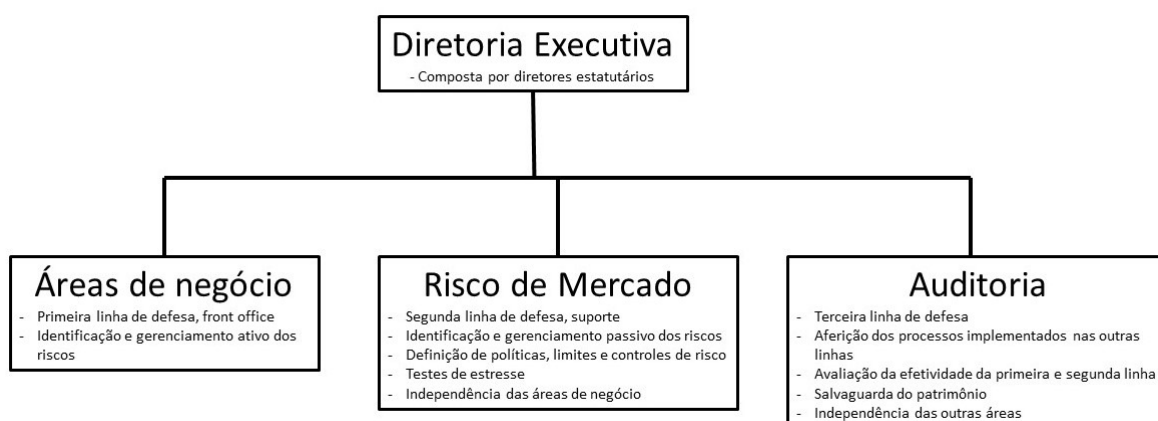 Diretoria Executiva
- Composta por diretores estatutários
Áreas de negócio
- Primeira linha de defesa, front office
- Identificação e gerenciamento ativo dos
riscos
Risco de Mercado
- Segunda linha de defesa, suporte
- Identificação e gerenciamento passivo dos riscos
- Definição de políticas, limites e controles de risco
- Testes de estresse
- Independência das áreas de negócio
Auditoria
- Terceira linha de defesa
- Aferição dos processos implementados nas outras
linhas
- Avaliação da efetividade da primeira e segunda linha
- Salvaguarda do patrimônio
- Independência das outras áreas